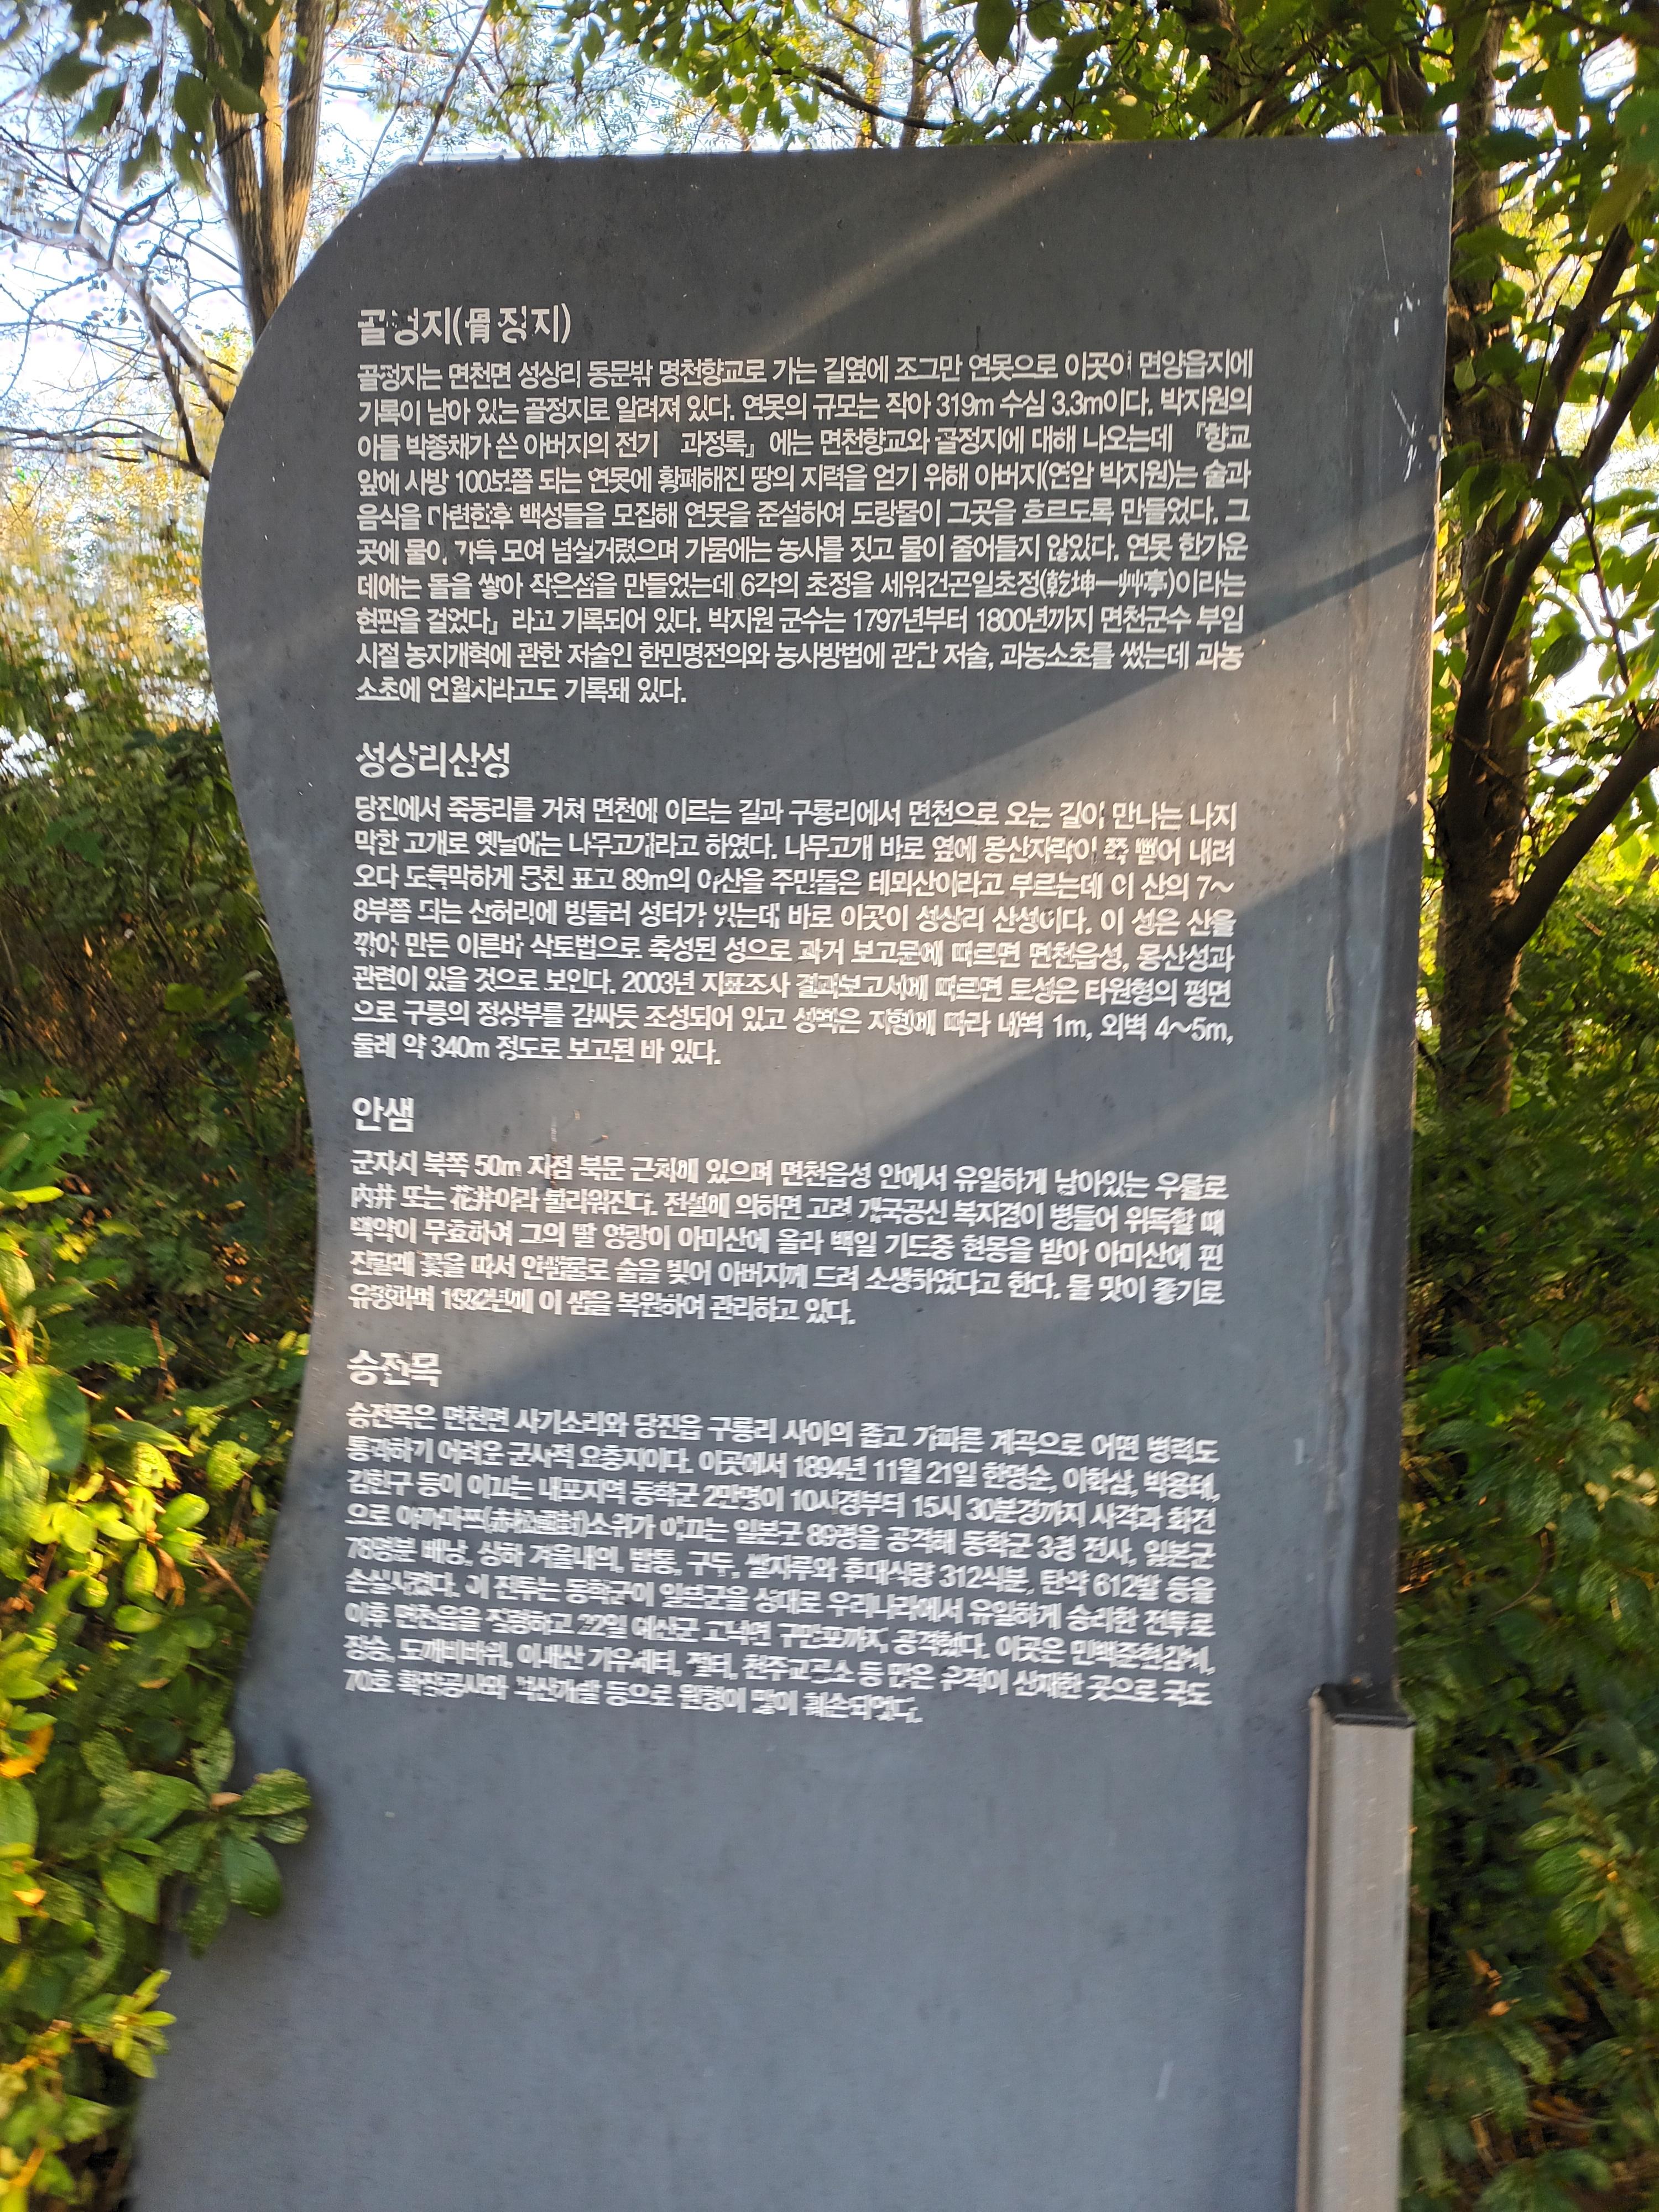 골정지(骨정지)
골정지는 면천면 성상리 동문밖 명천향교로 가는 길옆에 조그만 연못으로 이곳이 면양읍지에
기록이 남아 있는 골정지로 알려져 있다. 연못의 규모는 작아 319m 수심 3.3m이다. 박지원의
아들 박종채가 쓴 아버지의 전기 과정록』에는 면천향교와 골정지에 대해 나오는데 『향교
앞에 사방 100보쯤 되는 연못에 황폐해진 땅의 지력을 얻기 위해 아버지(연암 박지원)는 술과
음식을 마련한후 백성들을 모집해 연못을 준설하여 도랑물이 그곳을 흐르도록 만들었다. 그
곳에 물이 가득 모여 넘실거렸으며 가뭄에는 농사를 짓고 물이 줄어들지 않았다. 연못 한가운
데에는 돌을 쌓아 작은섬을 만들었는데 6각의 초정을 세워건곤일초정(乾坤一艸亭)이라는
현판을 걸었다』라고 기록되어 있다. 박지원 군수는 1797년부터 1800년까지 면천군수 부임
시절 농지개혁에 관한 저술인 한민명전의와 농사방법에 관한 저술, 과농소초를 썼는데 과농
소초에 언월지라고도 기록돼 있다.
성상리산성
당진에서 죽동리를 거쳐 면천에 이르는 길과 구룡리에서 면천으로 오는 길이 만나는 나지
막한 고개로 옛날에는 나무고개라고 하였다. 나무고개 바로 옆에 몽산자락이 쭉 뻗어 내려
오다 도톨막하게 뭉친 표고 89m의 야산을 주민들은 테뫼산이라고 부르는데 이 산의 7~
8부쯤 되는 산허리에 빙둘러 성터가 있는데 바로 이곳이 성상리 산성이다. 이 성은 산을
깎아 만든 이른바 삭토법으로 축성된 성으로 과거 보고문에 따르면 면천읍성, 몽산성과
관련이 있을 것으로 보인다. 2003년 지표조사 결과보고서에 따르면 토성은 타원형의 평면
으로 구릉의 정상부를 감싸듯 조성되어 있고 성벽은 지형에 따라 내벽 1m, 외벽 4~5m,
둘레 약 340m 정도로 보고된 바 있다.
안샘
군자시 북쪽 50m 지점 북문 근처에 있으며 면천읍성 안에서 유일하게 남아있는 우물로
內井 또는 花井이라 불리워진다. 전설에 의하면 고려 개국공신 복지겸이 병들어 위독할 때
백약이 무효하여 그의 딸 영랑이 아미산에 올라 백일 기도중 현몽을 받아 아미산에 핀
진달래 꽃을 따서 안샘물로 술을 빚어 아버지께 드려 소생하였다고 한다. 물 맛이 좋기로
유명하며 이 샘을 복원하여 관리하고 있다.
승전목
승전목은 면천면 사기소리와 당진읍 구룡리 사이의 좁고 가파른 계곡으로 어떤 병력도
통과하기 어려운 군사적 요충지이다. 이곳에서 1894년 11월 21일 한명순, 이화삼, 박용태,
김친구 등이 이끄는 내포지역 동학군 2만명이 10시경부터 15시 30분경까지 사격과 화전
으로 아까마쯔 소위가 이끄는 일본군 89명을 공격해 동학군 3명 전사, 일본군
78명분 배낭, 상하 겨울내의, 밥통, 구두, 쌀자루와 휴대식량 312식분, 탄약 612발 등을
손실시켰다. 이 전투는 동학군이 일본군을 상대로 우리나라에서 유일하게 승리한 전투로
이후 면천읍을 점령하고 22일 예산군 고덕면 구만포까지 공격했다. 이곳은 민백준현감비,
장승, 도깨비바위, 이배산 기우제터, 절터, 천주교공소 등 많은 유적이 산재한 곳으로 국도
70호 확장공사와 석산개발 등으로 원형이 많이 훼손되었다.